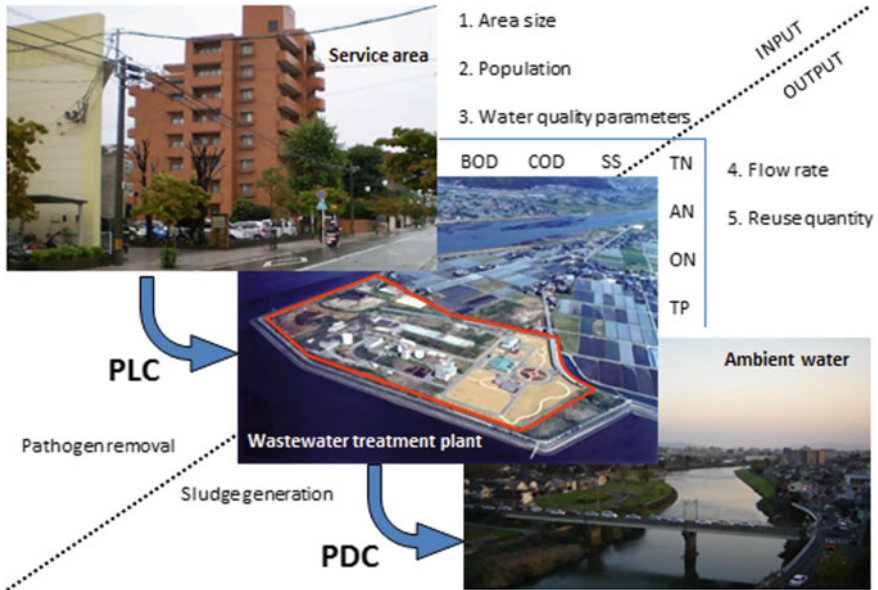 Service area
1. Area size
2. Population
3. Water quality parameters
INPUT
OUTPUT
BOD COD SS TN
AN
ON
TP
4. Flow rate
5. Reuse quantity
PLC
Wastewater treatment plant
Ambient water
Pathogen removal
Sludge generation
PDC